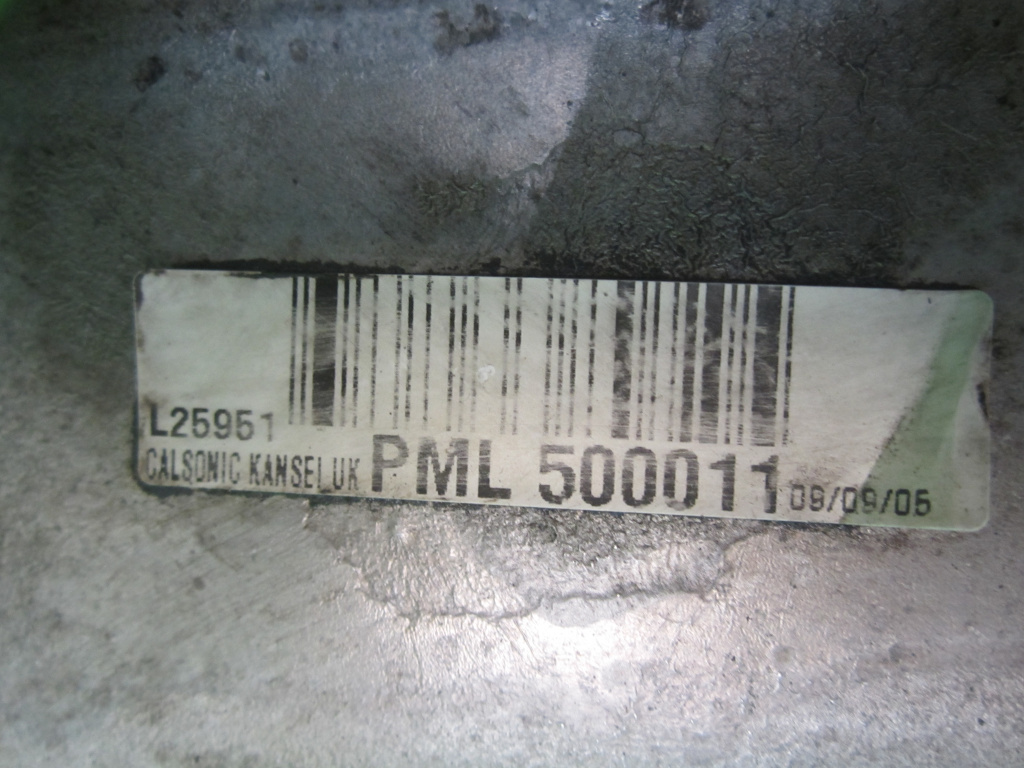 L25951
CALSONIC KANSEI UK PML 500011 09/09/05